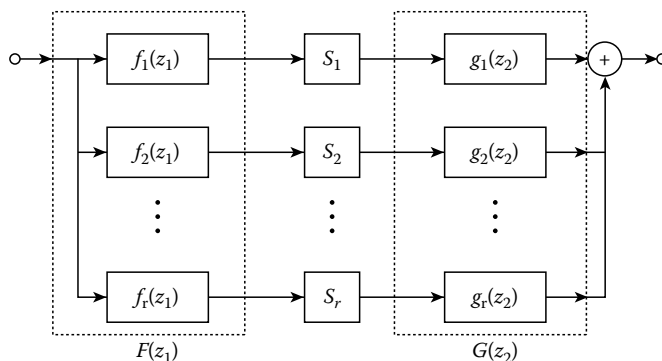 f₁(z₁) S₁ g₁(z₂) +
f₂(z₁) S₂ g₂(z₂)
fᵣ(z₁) Sᵣ gᵣ(z₂)
F(z₁) G(z₂)